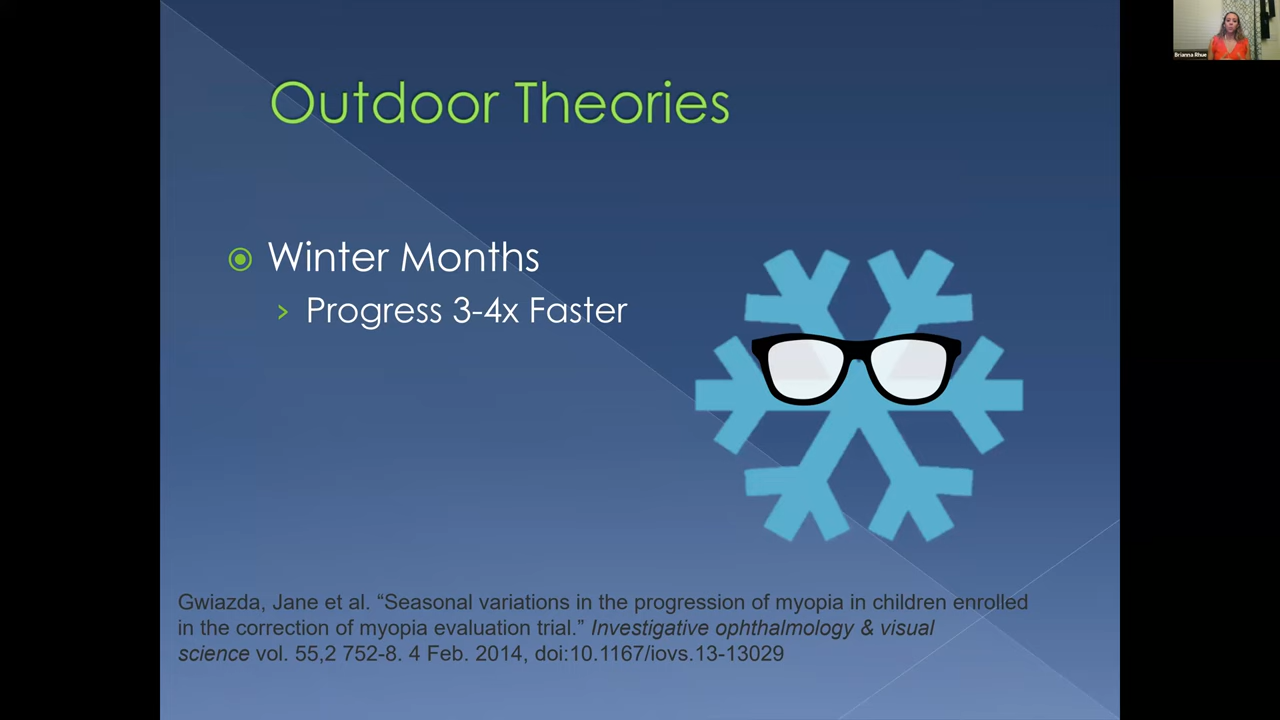 Brianna Rhue
Outdoor Theories
Winter Months
Progress 3-4x Faster
Gwiazda, Jane et al. “Seasonal variations in the progression of myopia in children enrolled
in the correction of myopia evaluation trial.” Investigative ophthalmology & visual
science vol. 55,2 752-8. 4 Feb. 2014, doi:10.1167/iovs.13-13029